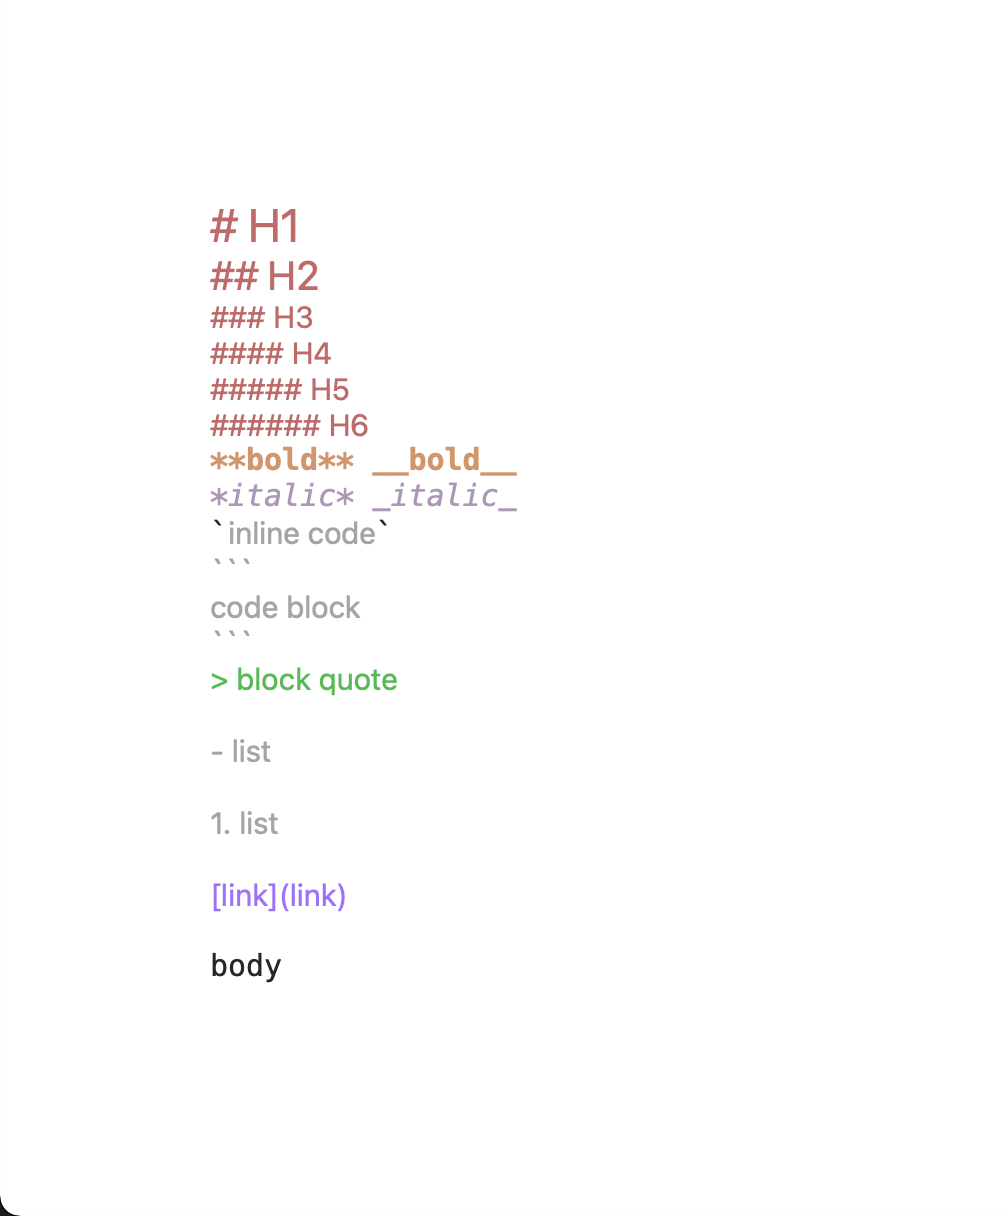 # H1
## H2
### H3
#### H4
##### H5
###### H6
**bold** __bold__
*italic* _italic_
`inline code`
```
code block
```
> block quote
- list
1. list
[link](link)
body